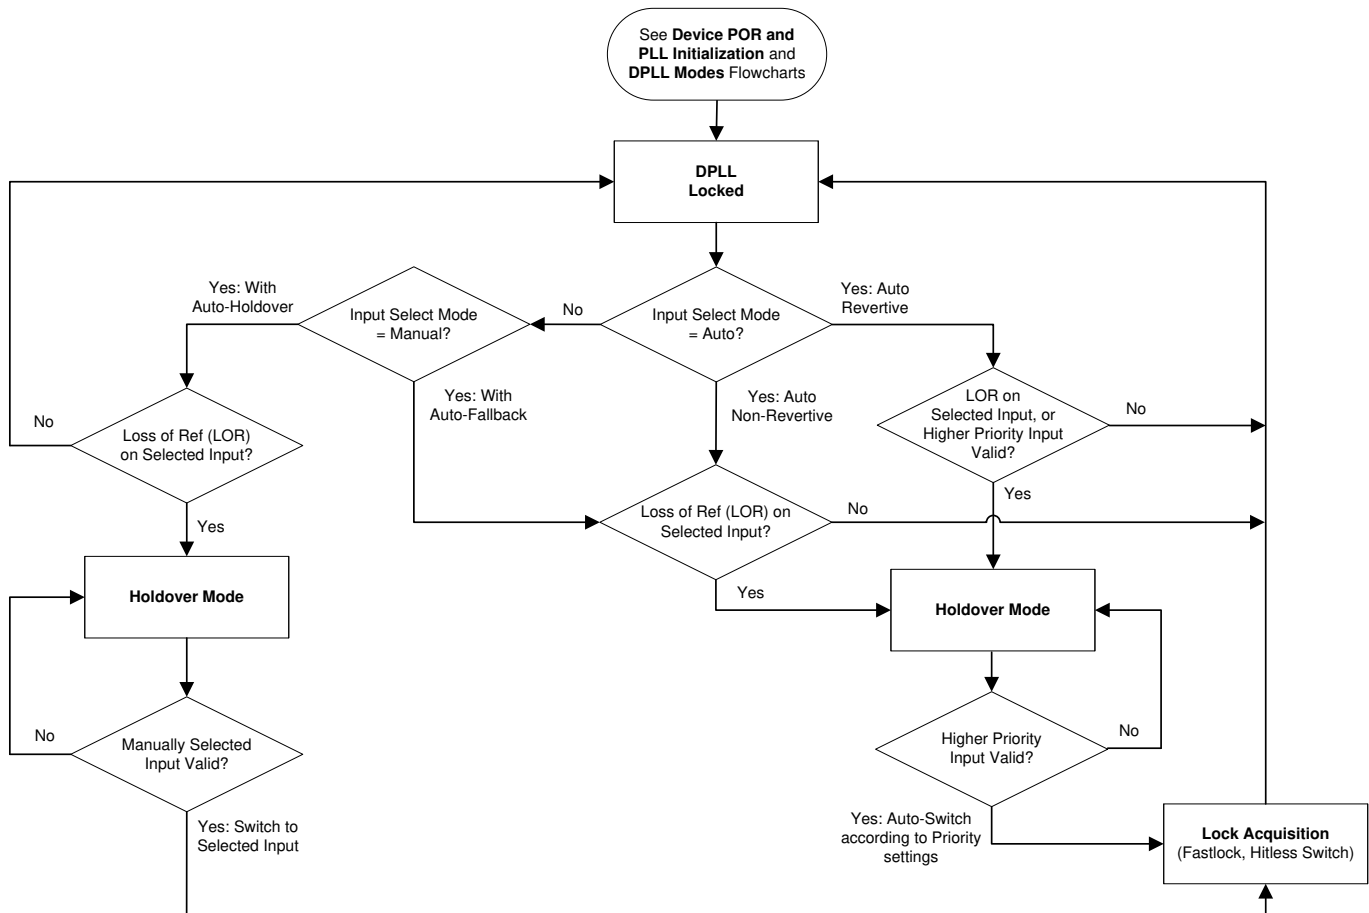 See Device POR and
PLL Initialization and
DPLL Modes Flowcharts
DPLL
Locked
Yes: With
Auto-Holdover
Input Select Mode
= Manual?
No
Input Select Mode
= Auto?
Yes: Auto
Revertive
Yes: With
Auto-Fallback
Yes: Auto
Non-Revertive
LOR on
Selected Input, or
Higher Priority Input
Valid?
No
No
Loss of Ref (LOR)
on Selected Input?
Yes
Loss of Ref (LOR) on
Selected Input?
No
Yes
Yes
Holdover Mode
Holdover Mode
No
Manually Selected
Input Valid?
Higher Priority
Input Valid?
No
Yes: Switch to
Selected Input
Yes: Auto-Switch
according to Priority
settings
Lock Acquisition
(Fastlock, Hitless Switch)